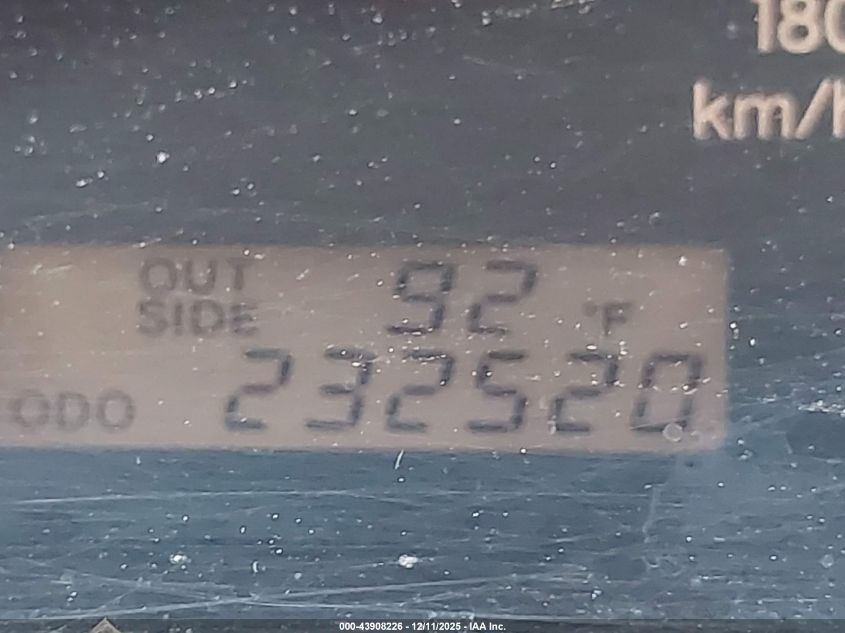 180
km/h
OUT SIDE 92 °F
ODO 232520
000-43908226 - 12/11/2025 - IAA Inc.